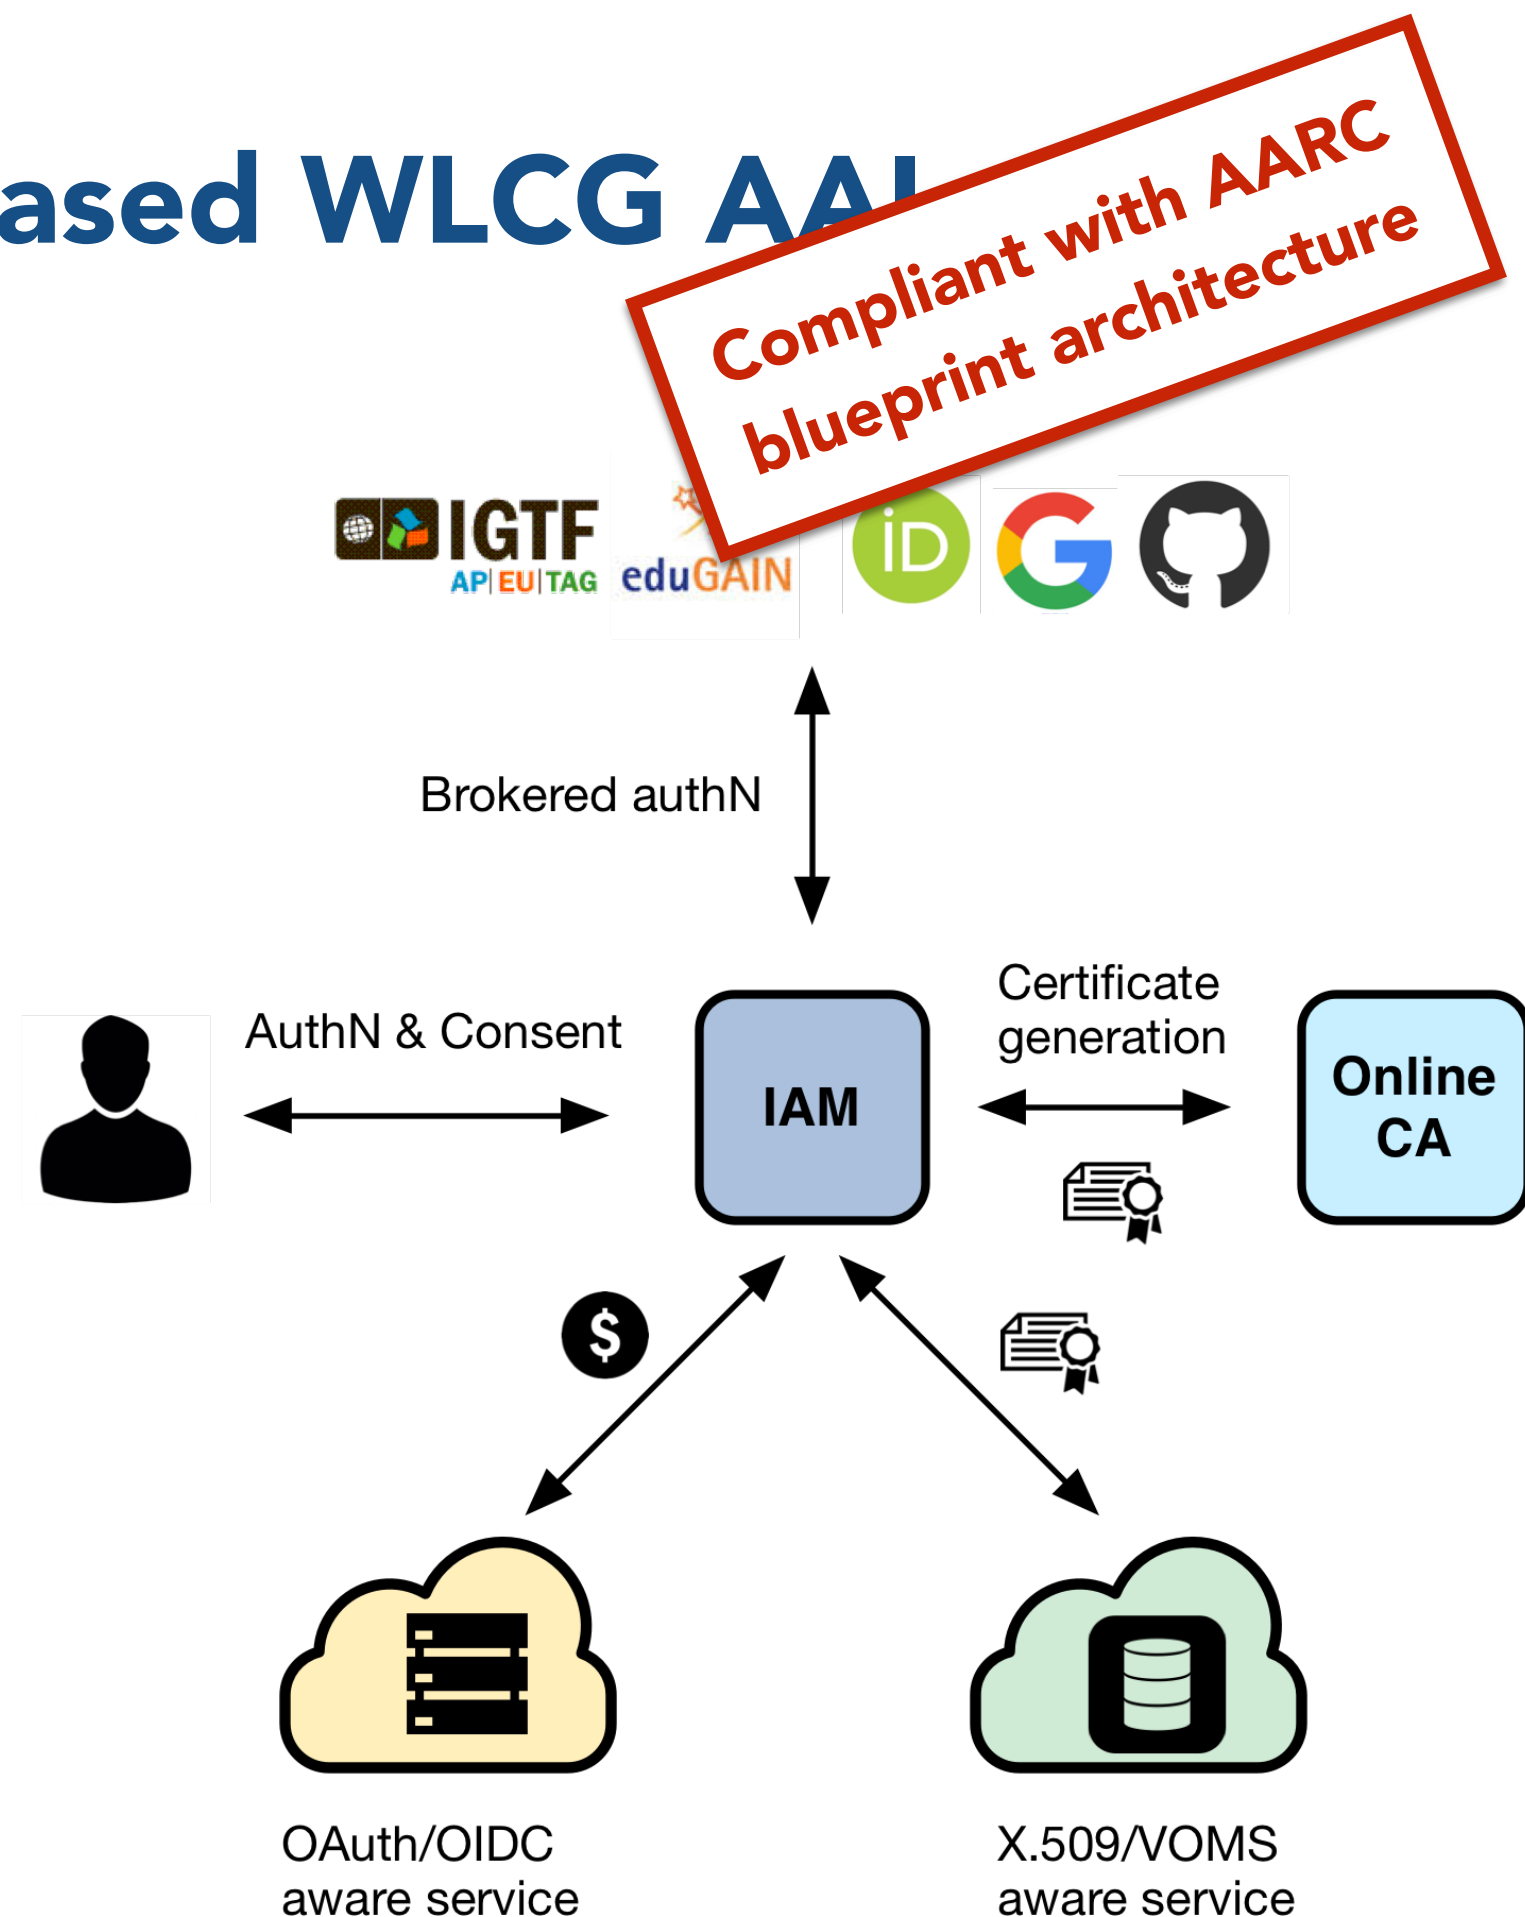 ased WLCG AAI
Compliant with AARC
blueprint architecture
IGTF
AP|EU|TAG
eduGAIN
iD
G
Brokered authN
AuthN & Consent
Certificate
generation
IAM
Online
CA
$
OAuth/OIDC
aware service
X.509/VOMS
aware service